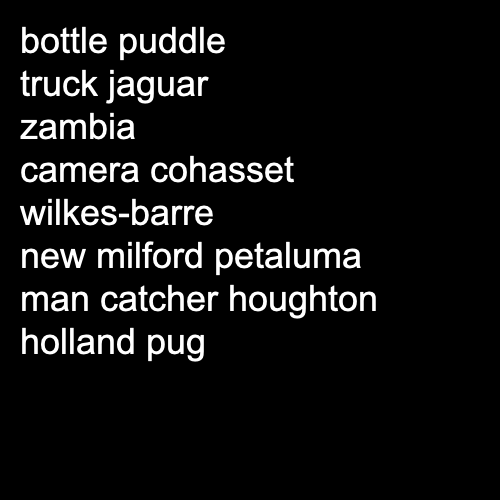 bottle puddle
truck jaguar
zambia
camera cohasset
wilkes-barre
new milford petaluma
man catcher houghton
holland pug